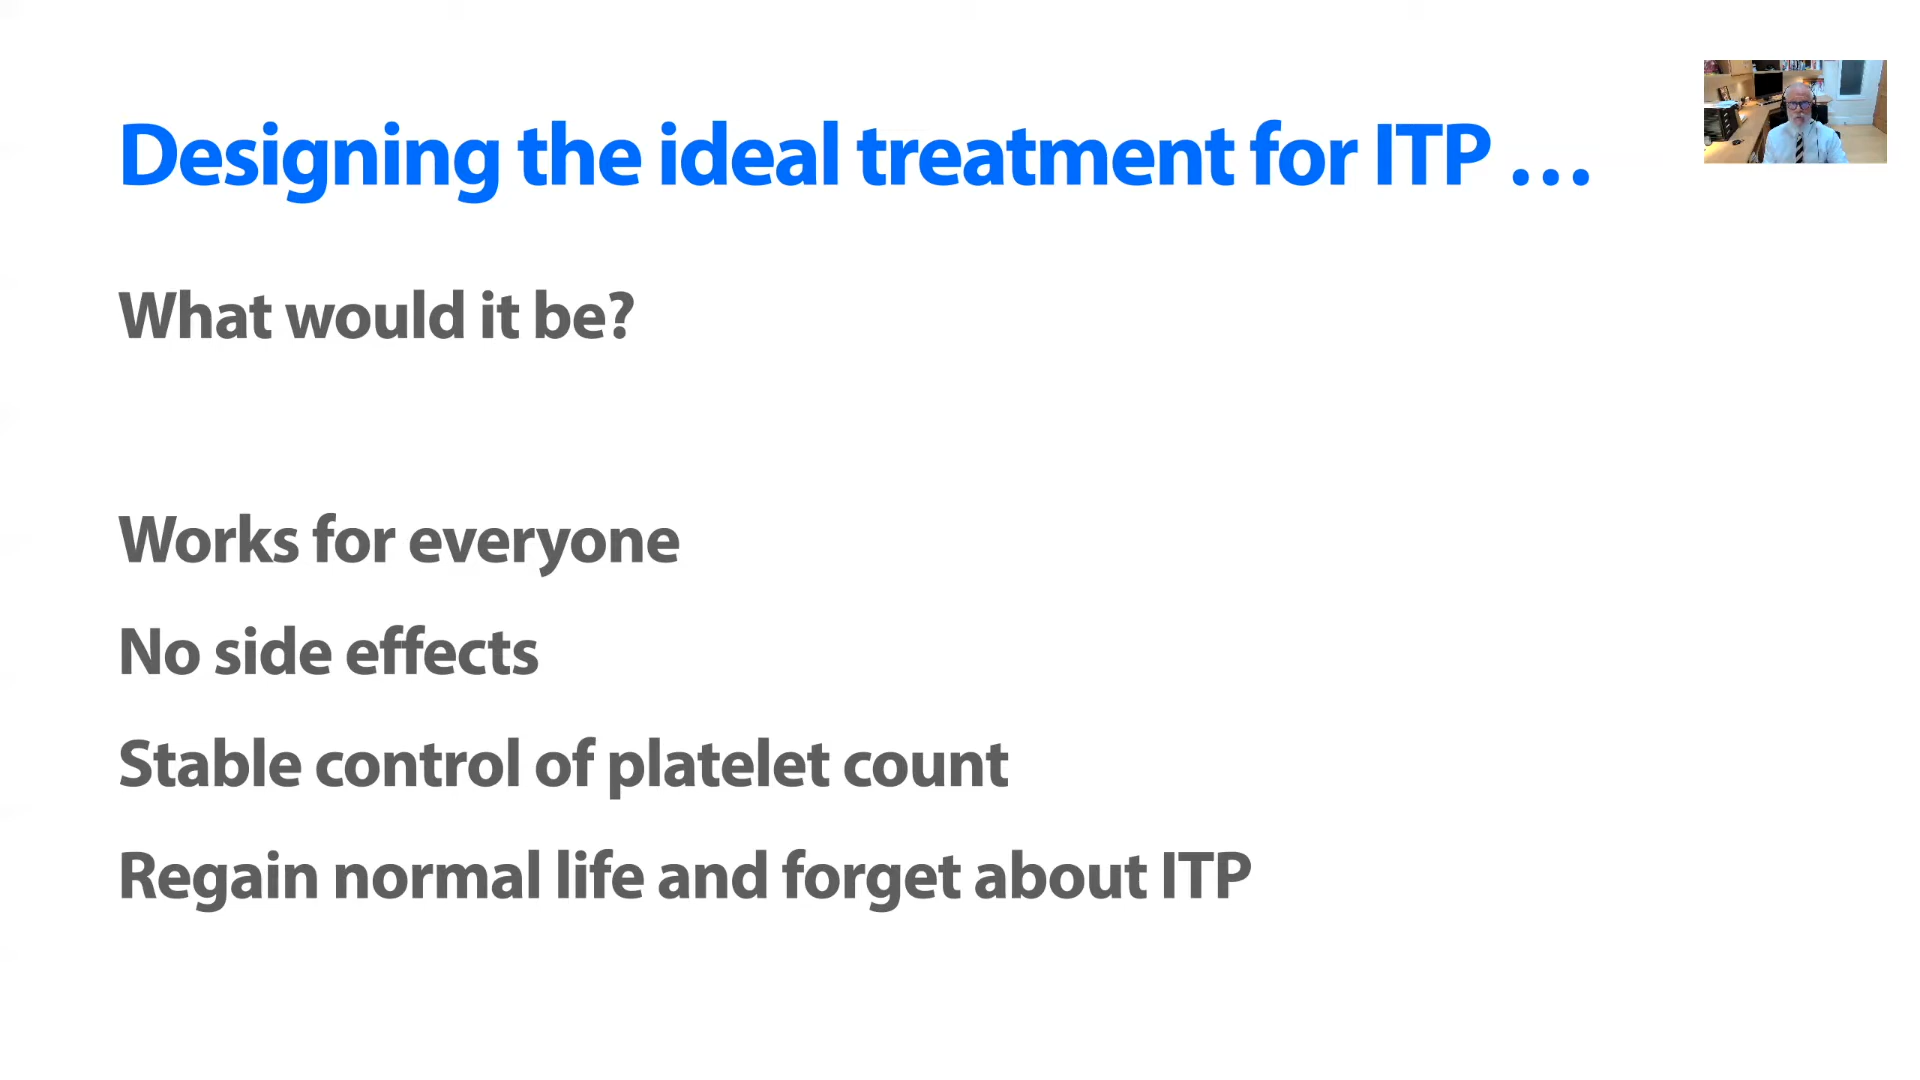 Designing the ideal treatment for ITP ...
What would it be?
Works for everyone
No side effects
Stable control of platelet count
Regain normal life and forget about ITP